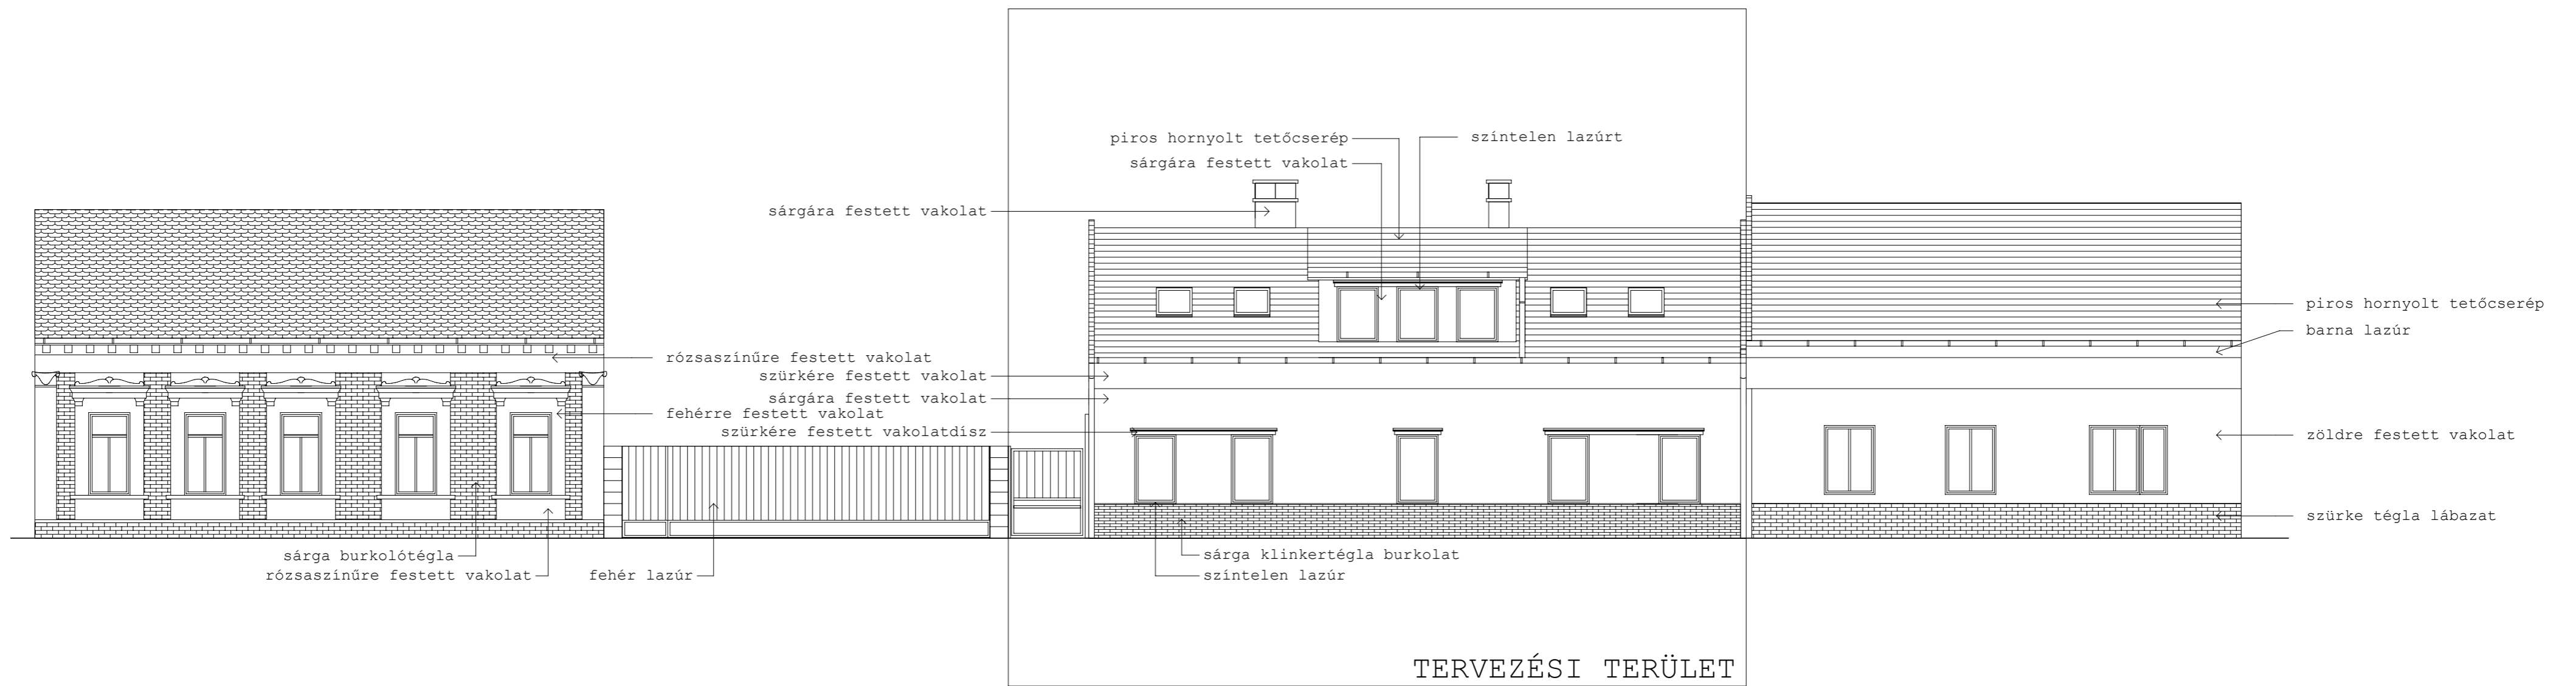 piros hornyolt tetőcserép
színtelen lazúrt
sárgára festett vakolat
sárgára festett vakolat
piros hornyolt tetőcserép
barna lazúr
rózsaszínűre festett vakolat
szürkére festett vakolat
sárgára festett vakolat
fehérre festett vakolat
szürkére festett vakolatdísz
zöldre festett vakolat
szürke tégla lábazat
sárga burkolótégla
sárga klinkertégla burkolat
rózsaszínűre festett vakolat
fehér lazúr
színtelen lazúr
TERVEZÉSI TERÜLET